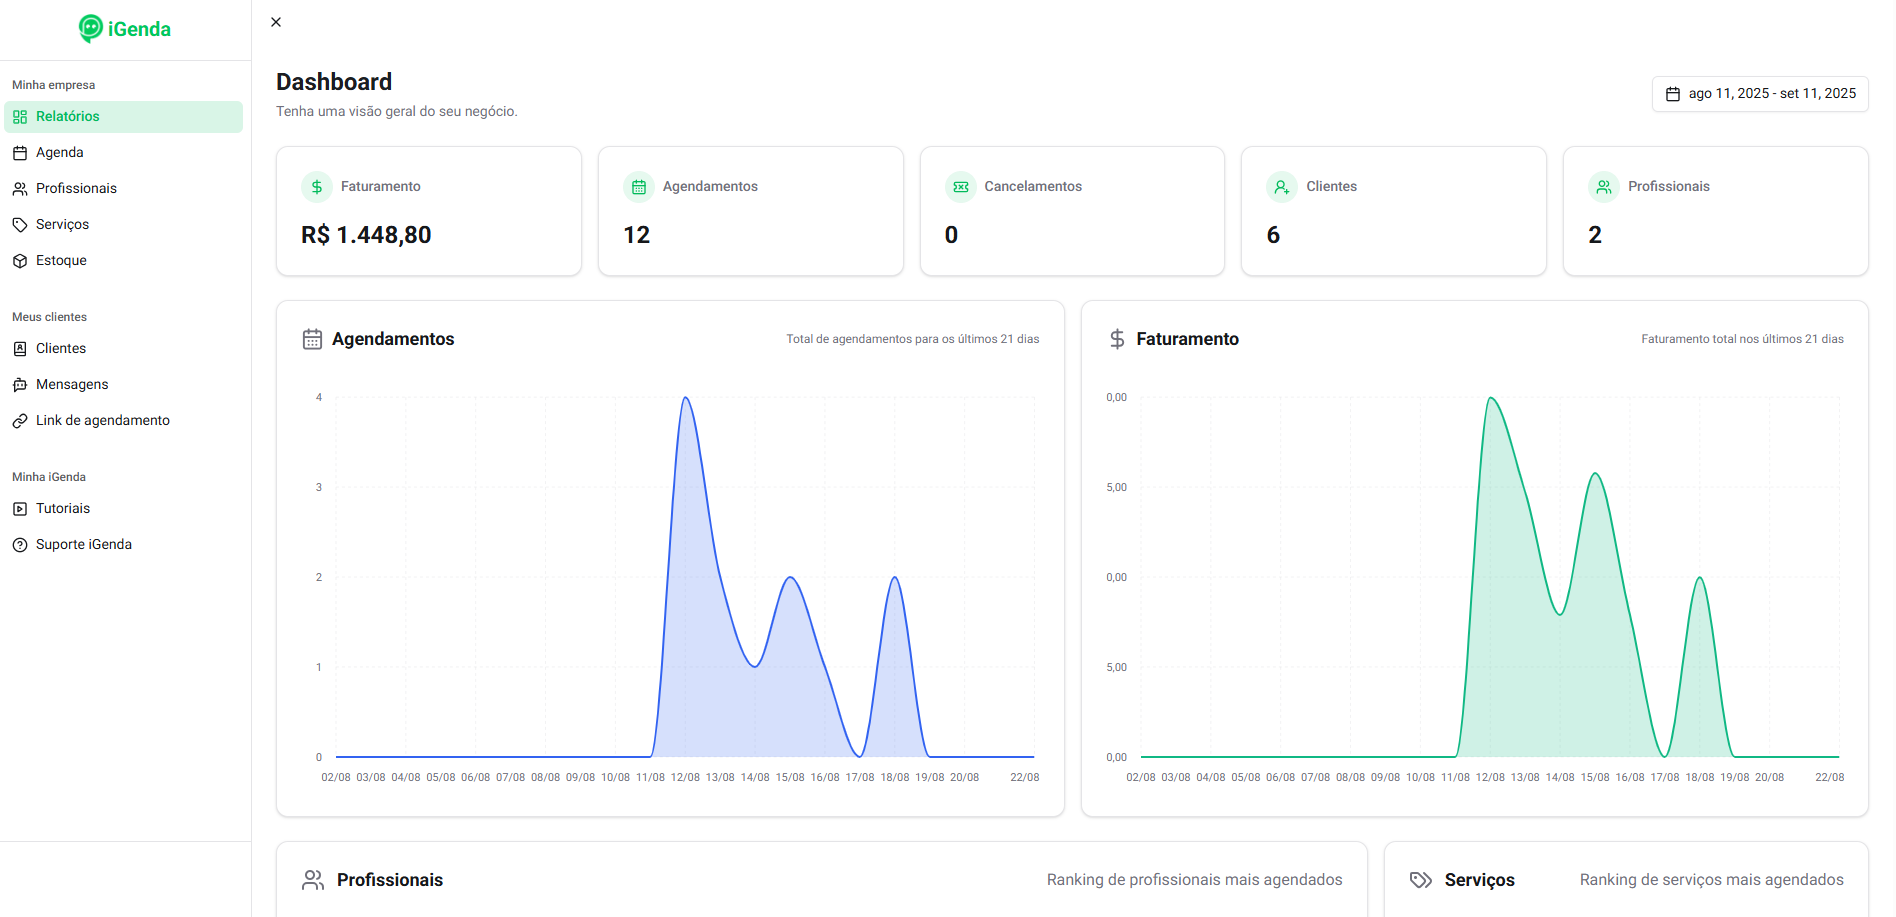 iGenda
Minha empresa
Relatórios
Agenda
Profissionais
Serviços
Estoque
Meus clientes
Clientes
Mensagens
Link de agendamento
Minha iGenda
Tutoriais
Suporte iGenda
Dashboard
Tenha uma visão geral do seu negócio.
ago 11, 2025 - set 11, 2025
Faturamento
R$ 1.448,80
Agendamentos
12
Cancelamentos
0
Clientes
6
Profissionais
2
Agendamentos
Total de agendamentos para os últimos 21 dias
4
3
2
1
0
02/08 03/08 04/08 05/08 06/08 07/08 08/08 09/08 10/08 11/08 12/08 13/08 14/08 15/08 16/08 17/08 18/08 19/08 20/08 22/08
Faturamento
Faturamento total nos últimos 21 dias
0,00
5,00
0,00
5,00
0,00
02/08 03/08 04/08 05/08 06/08 07/08 08/08 09/08 10/08 11/08 12/08 13/08 14/08 15/08 16/08 17/08 18/08 19/08 20/08 22/08
Profissionais
Ranking de profissionais mais agendados
Serviços
Ranking de serviços mais agendados